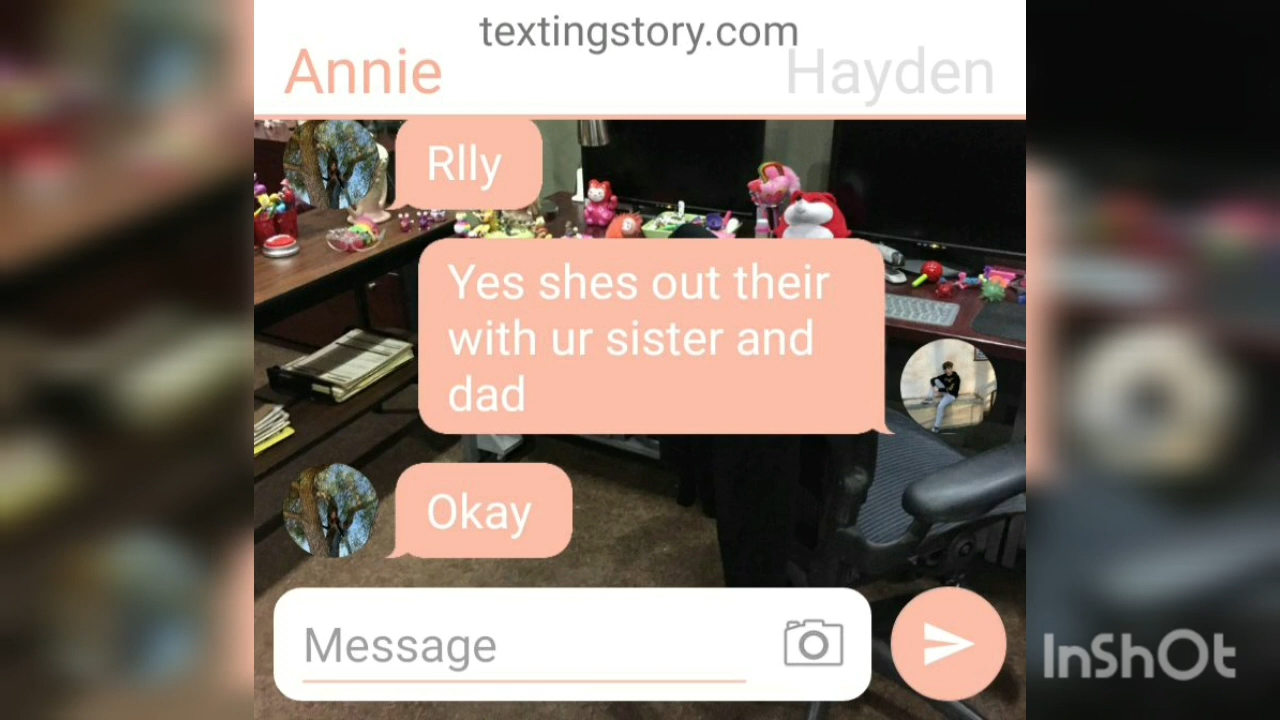 textingstory.com
Annie
Hayden
Rlly
Yes shes out their
with ur sister and
dad
Okay
Message
InShOt